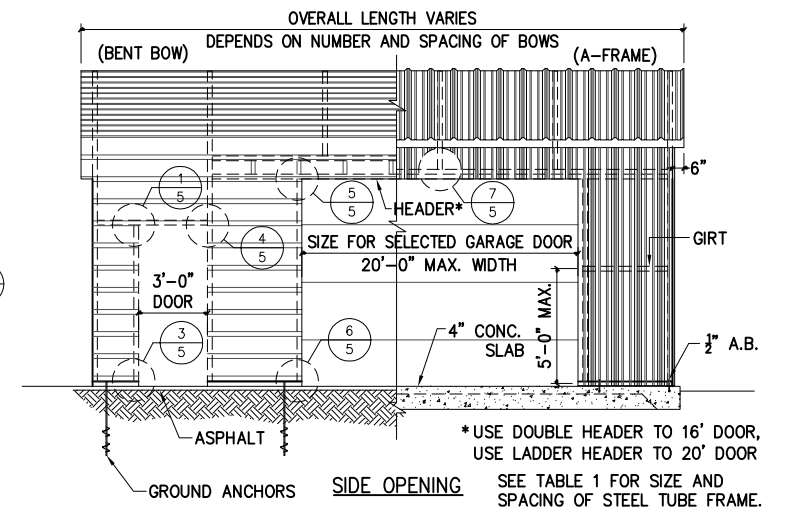 OVERALL LENGTH VARIES
DEPENDS ON NUMBER AND SPACING OF BOWS
(BENT BOW)
(A-FRAME)
6"
1
5
5
5
7
5
HEADER*
4
5
SIZE FOR SELECTED GARAGE DOOR
20'-0" MAX. WIDTH
GIRT
3'-0"
DOOR
5'-0" MAX.
3
5
6
5
4" CONC.
SLAB
½" A.B.
ASPHALT
*USE DOUBLE HEADER TO 16' DOOR,
USE LADDER HEADER TO 20' DOOR
GROUND ANCHORS
SIDE OPENING
SEE TABLE 1 FOR SIZE AND
SPACING OF STEEL TUBE FRAME.